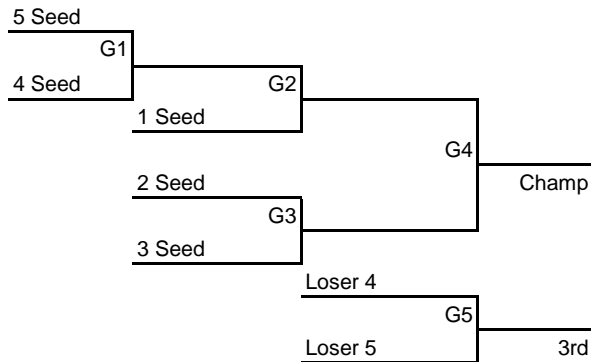 5 Seed
G1
4 Seed
G2
1 Seed
G4
Champ
2 Seed
G3
3 Seed
Loser 4
G5
Loser 5
3rd